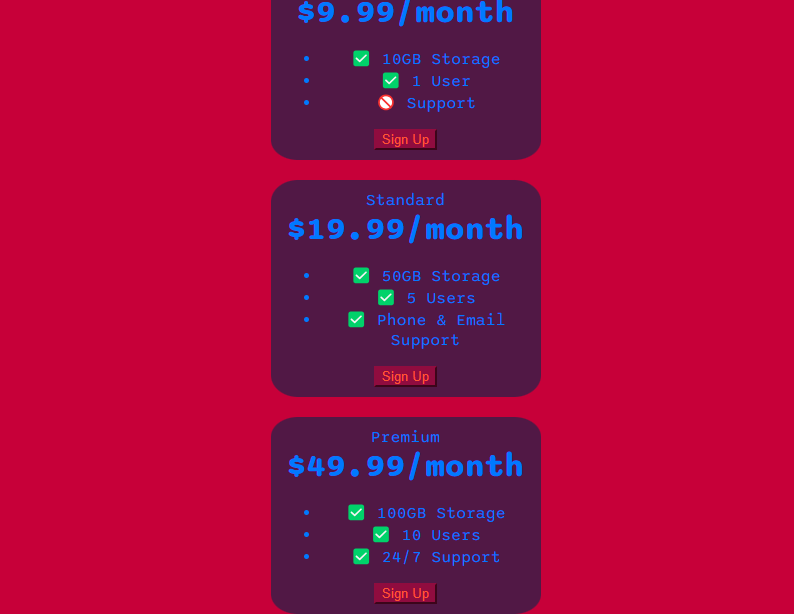 $9.99/month
• ✅ 10GB Storage
• ✅ 1 User
• 🚫 Support
Sign Up
Standard
$19.99/month
• ✅ 50GB Storage
• ✅ 5 Users
• ✅ Phone & Email
Support
Sign Up
Premium
$49.99/month
• ✅ 100GB Storage
• ✅ 10 Users
• ✅ 24/7 Support
Sign Up